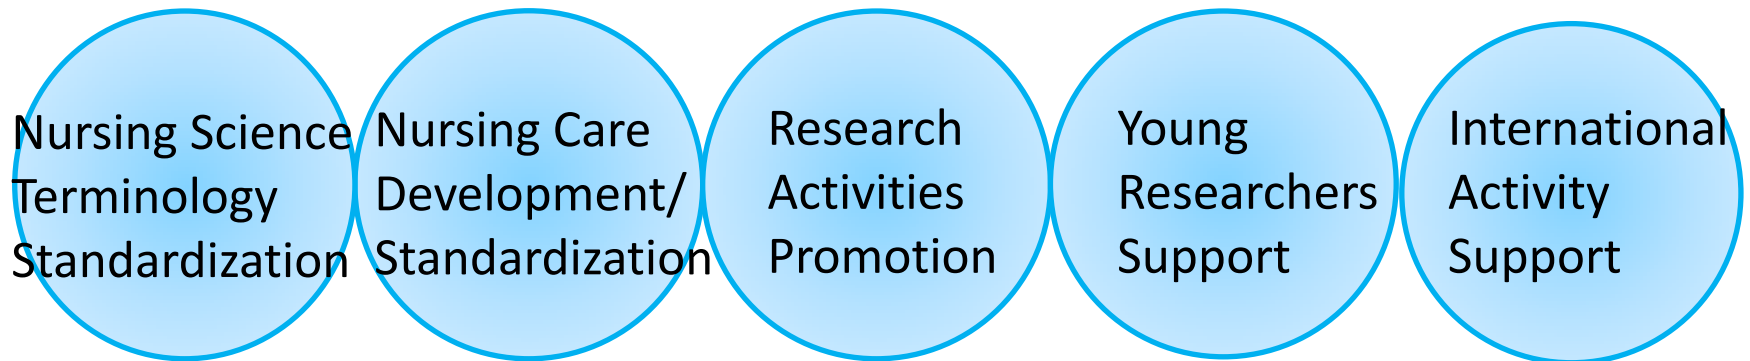 Nursing Science
Terminology
Standardization
Nursing Care
Development/
Standardization
Research
Activities
Promotion
Young
Researchers
Support
International
Activity
Support